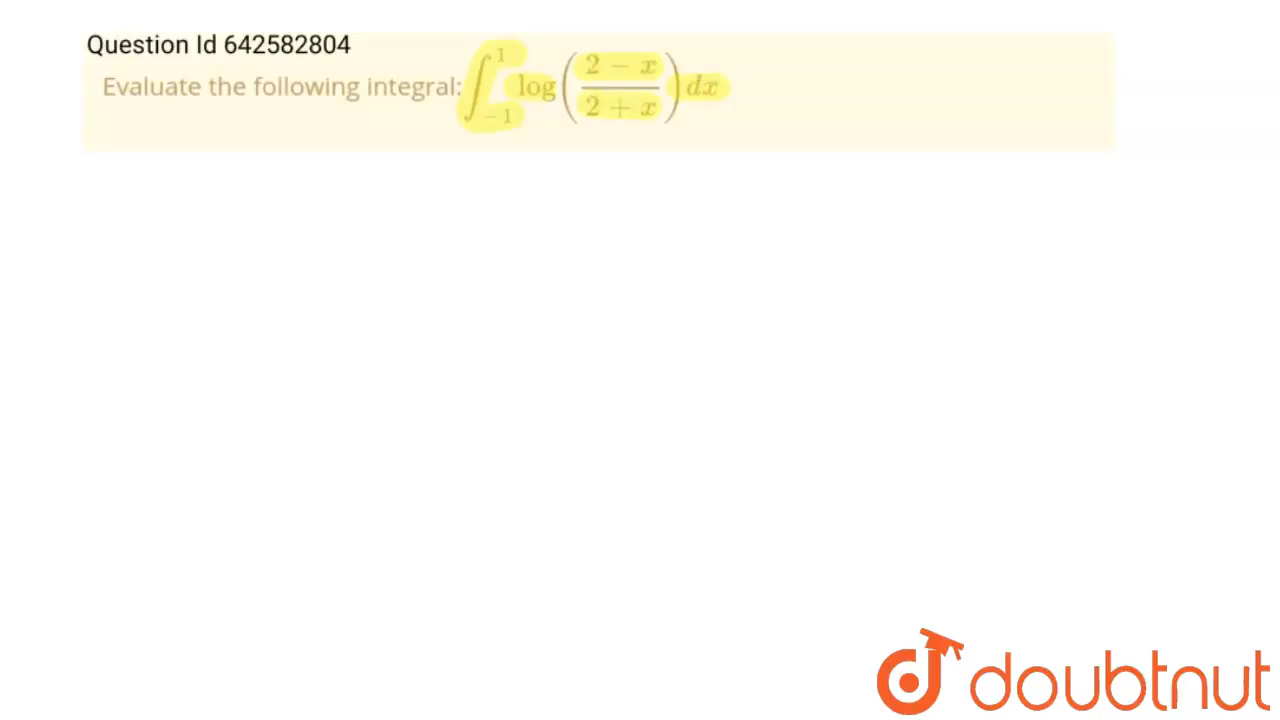 Question Id 642582804
Evaluate the following integral: ∫_{-1}^{1} log((2 − x)/(2 + x)) dx
doubtnut